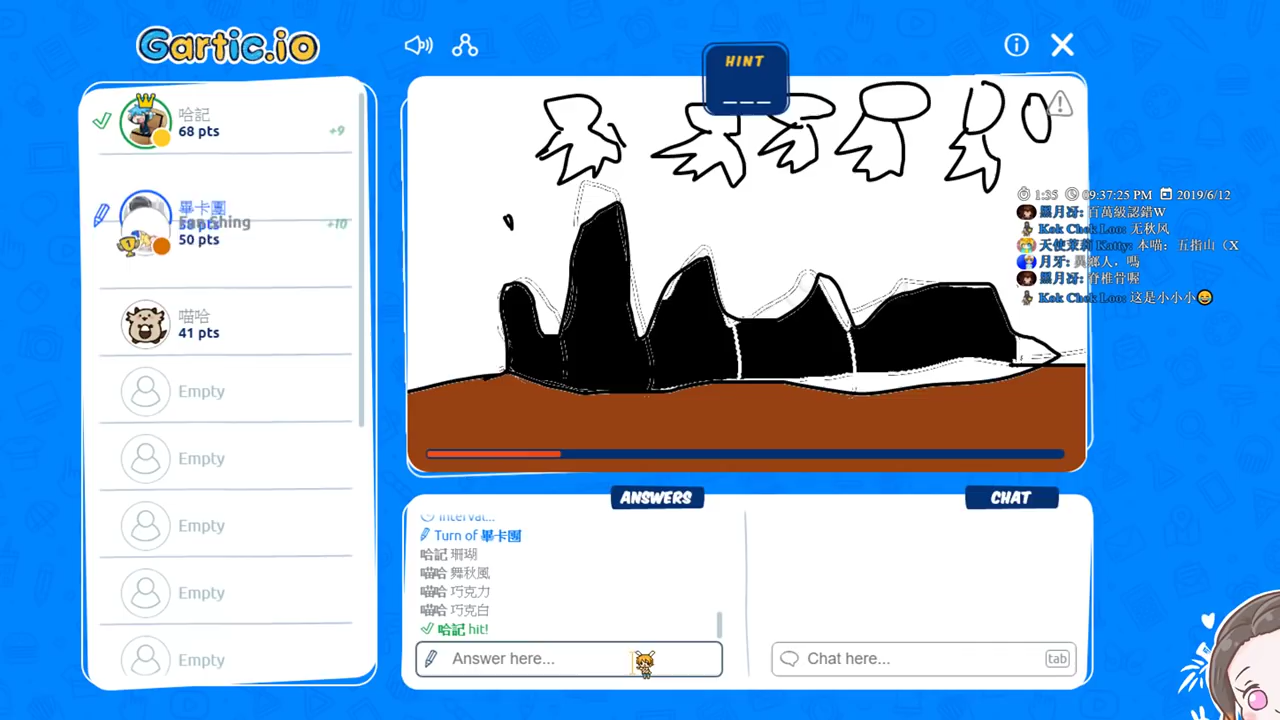 Gartic.io
HINT
_ _ _
哈記
68 pts
+9
畢卡團
50 pts
+10
喵哈
41 pts
Empty
Empty
Empty
Empty
Empty
1:35 09:37:25 PM 2019/6/12
黑月冴: 百萬級認錯W
Kok Chek Loo: 无秋风
天使茉莉 Katty: 本喵：五指山（X
月牙: 異鄉人，嗎
黑月冴: 脊椎骨喔
Kok Chek Loo: 这是小小小😅
ANSWERS
CHAT
Interval...
Turn of 畢卡團
哈記 珊瑚
喵哈 舞秋風
喵哈 巧克力
喵哈 巧克白
哈記 hit!
Answer here...
Chat here...
tab